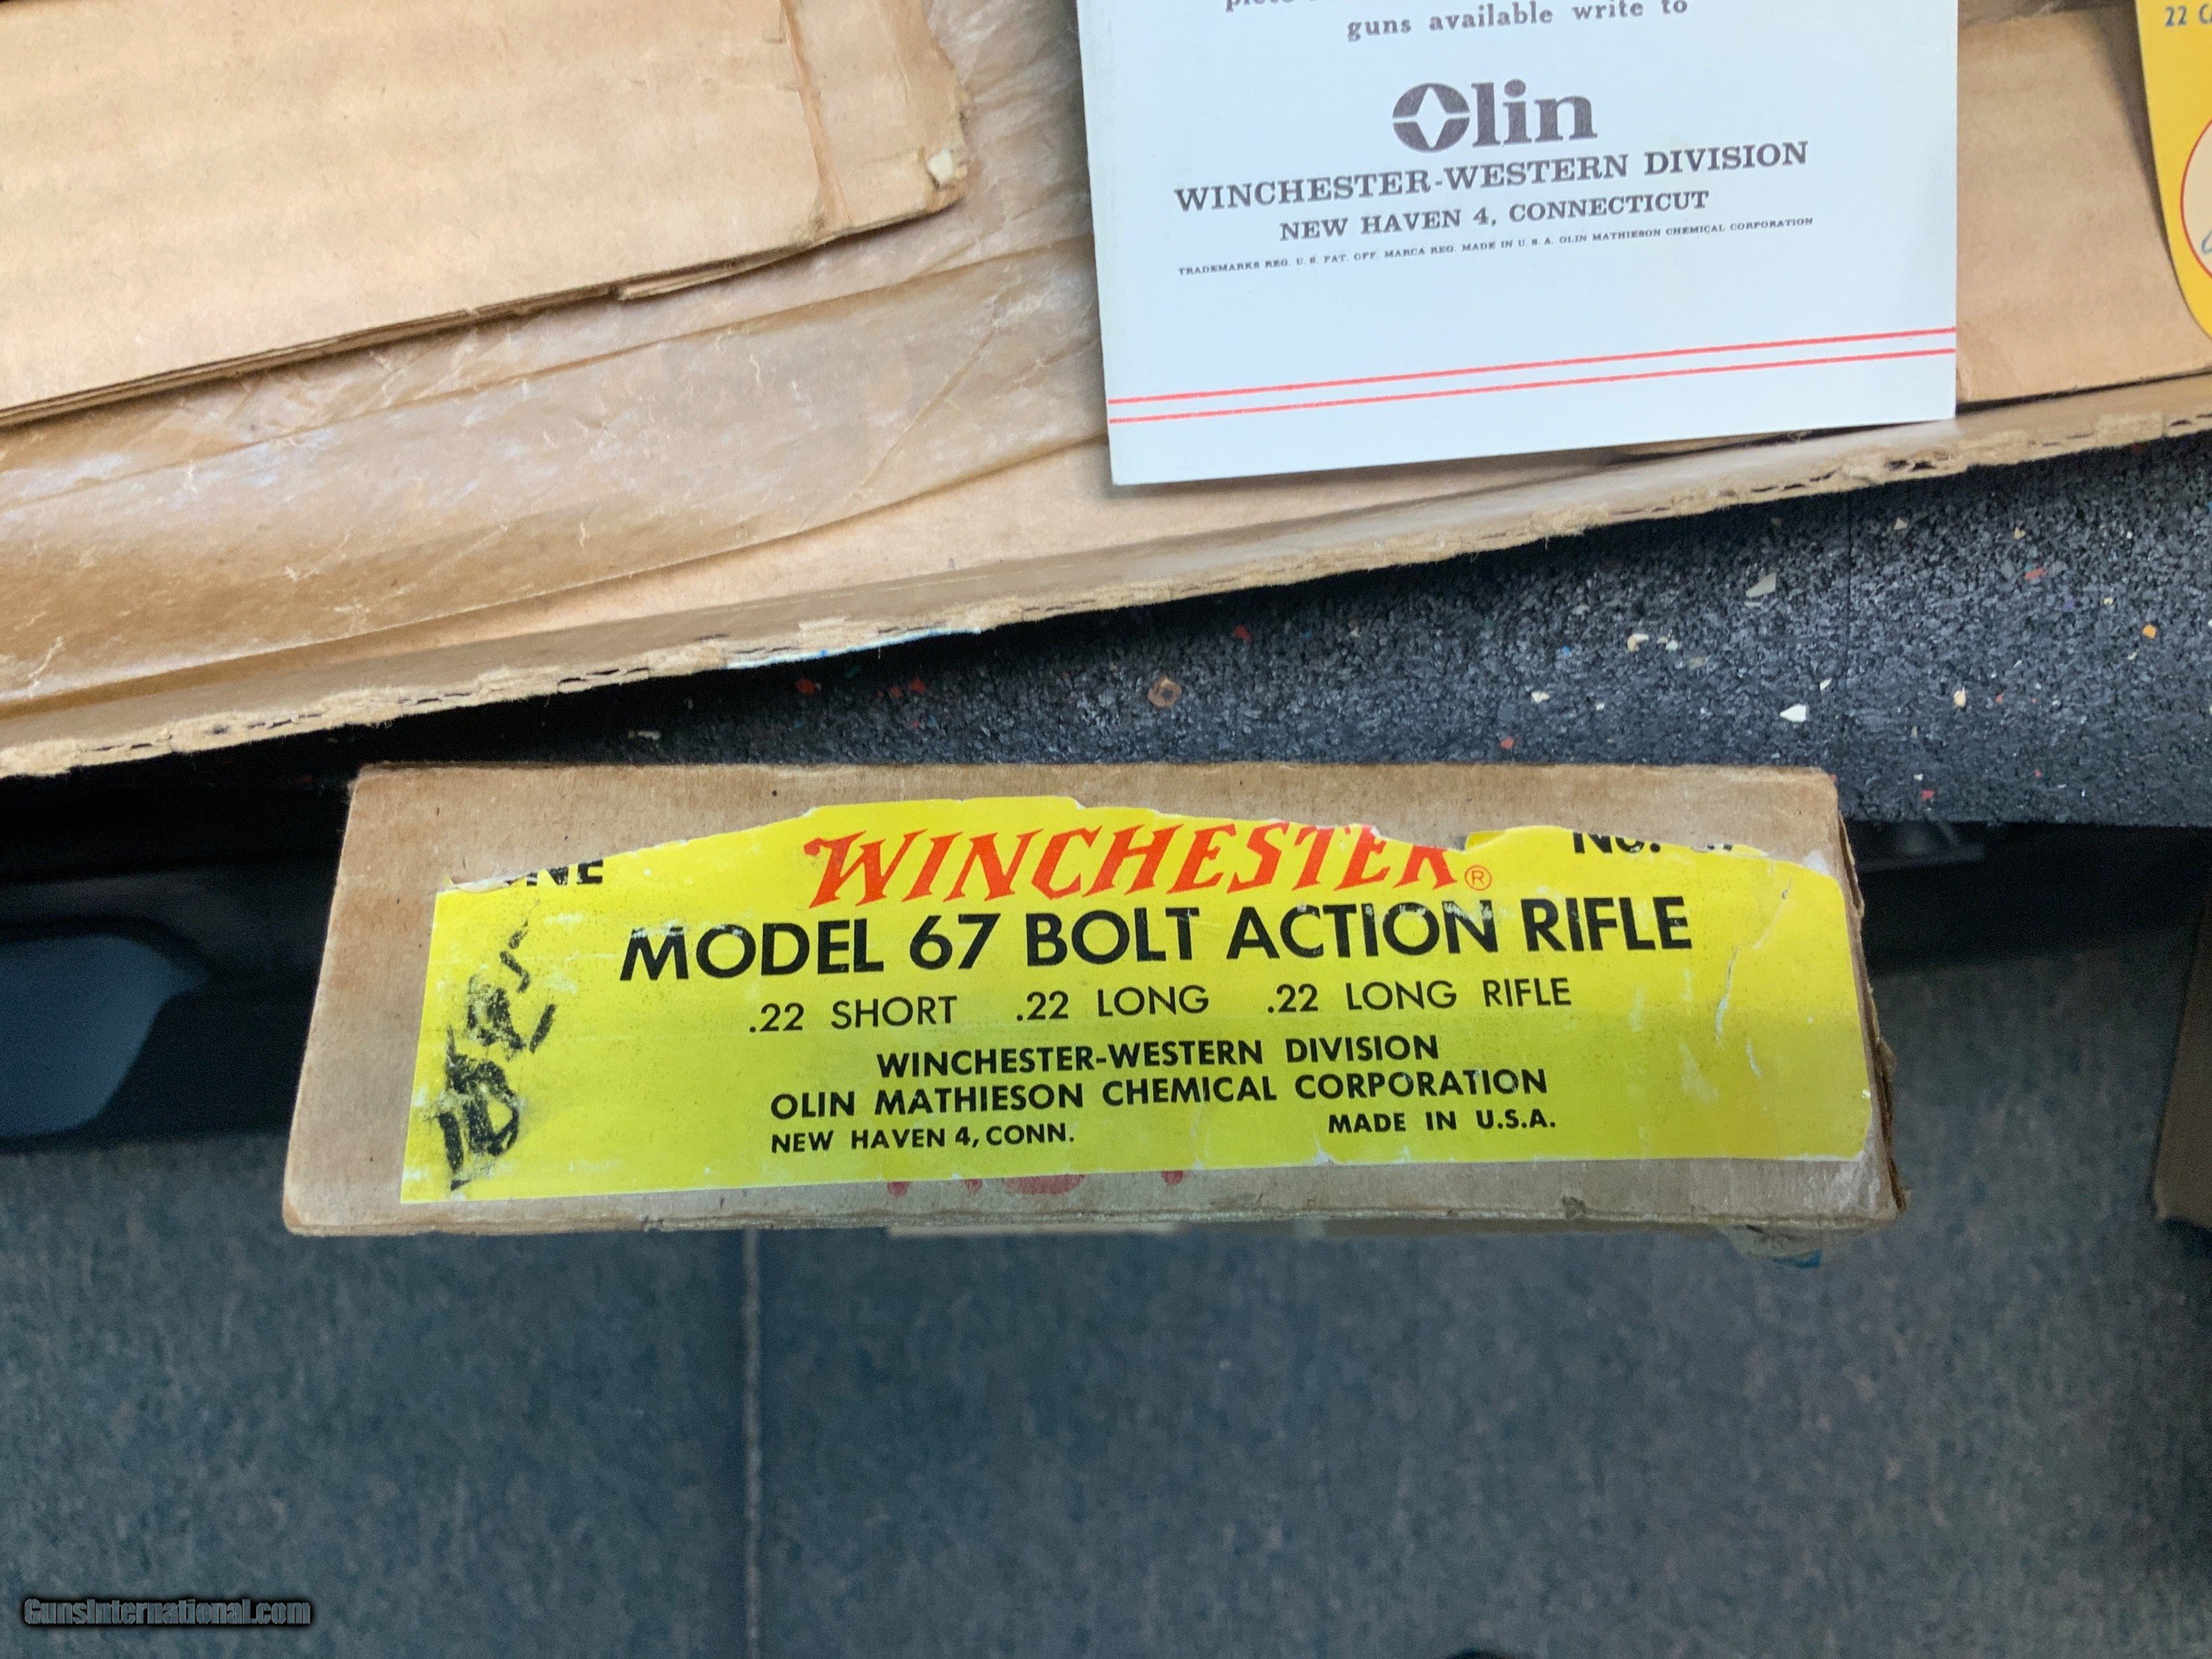 guns available write to
Olin
WINCHESTER-WESTERN DIVISION
NEW HAVEN 4, CONNECTICUT
TRADEMARKS REG. U. S. PAT. OFF. MARCA REG. MADE IN U. S. A. OLIN MATHIESON CHEMICAL CORPORATION
22
WINCHESTER®
No.
MODEL 67 BOLT ACTION RIFLE
.22 SHORT .22 LONG .22 LONG RIFLE
WINCHESTER-WESTERN DIVISION
OLIN MATHIESON CHEMICAL CORPORATION
NEW HAVEN 4, CONN. MADE IN U.S.A.
GunsInternational.com